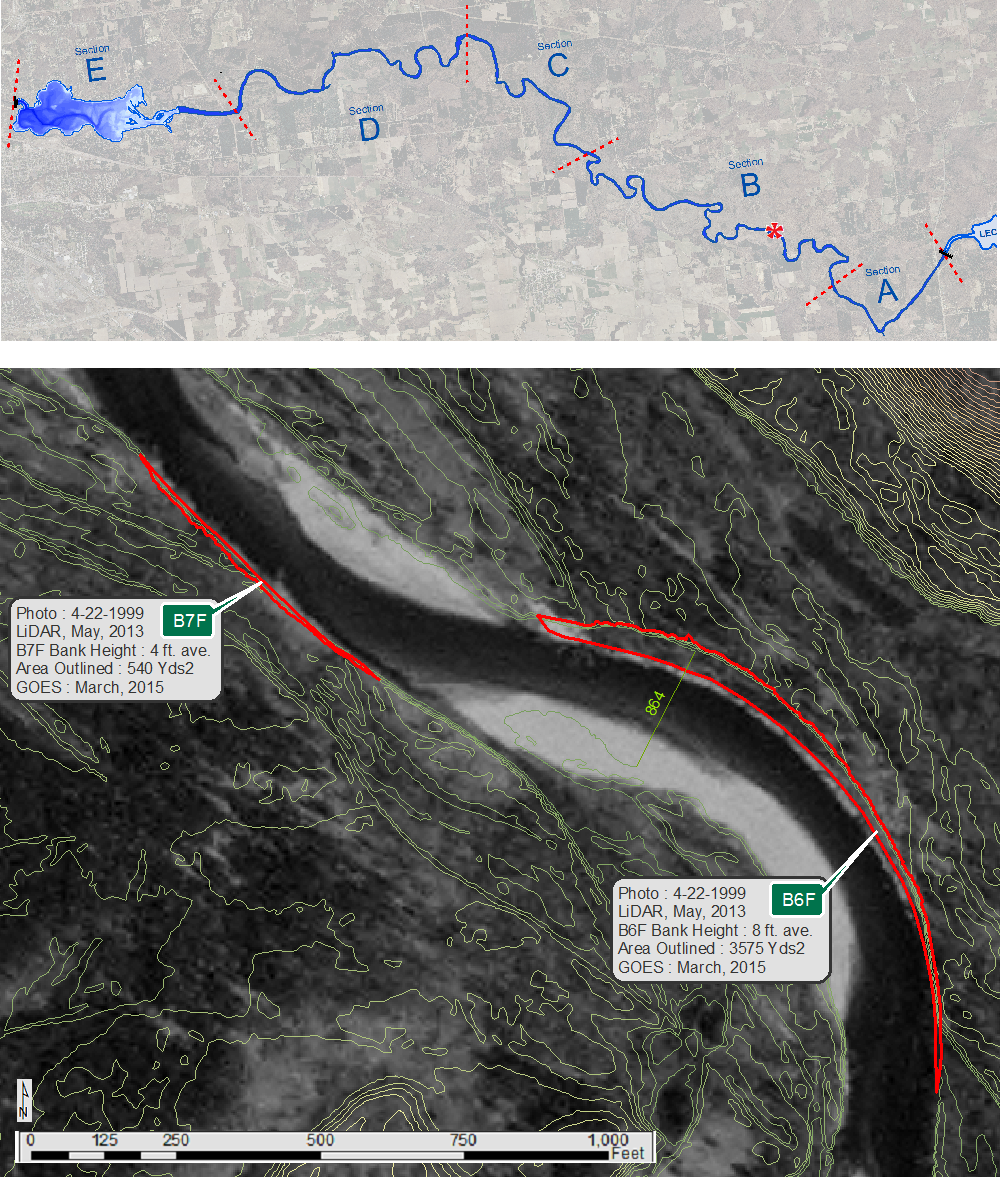 Section
E
Section
D
Section
C
Section
B
Section
A
LEC
Photo : 4-22-1999
LiDAR, May, 2013
B7F Bank Height : 4 ft. ave.
Area Outlined : 540 Yds2
GOES : March, 2015
B7F
864
Photo : 4-22-1999
LiDAR, May, 2013
B6F Bank Height : 8 ft. ave.
Area Outlined : 3575 Yds2
GOES : March, 2015
B6F
N
0 125 250 500 750 1,000
Feet